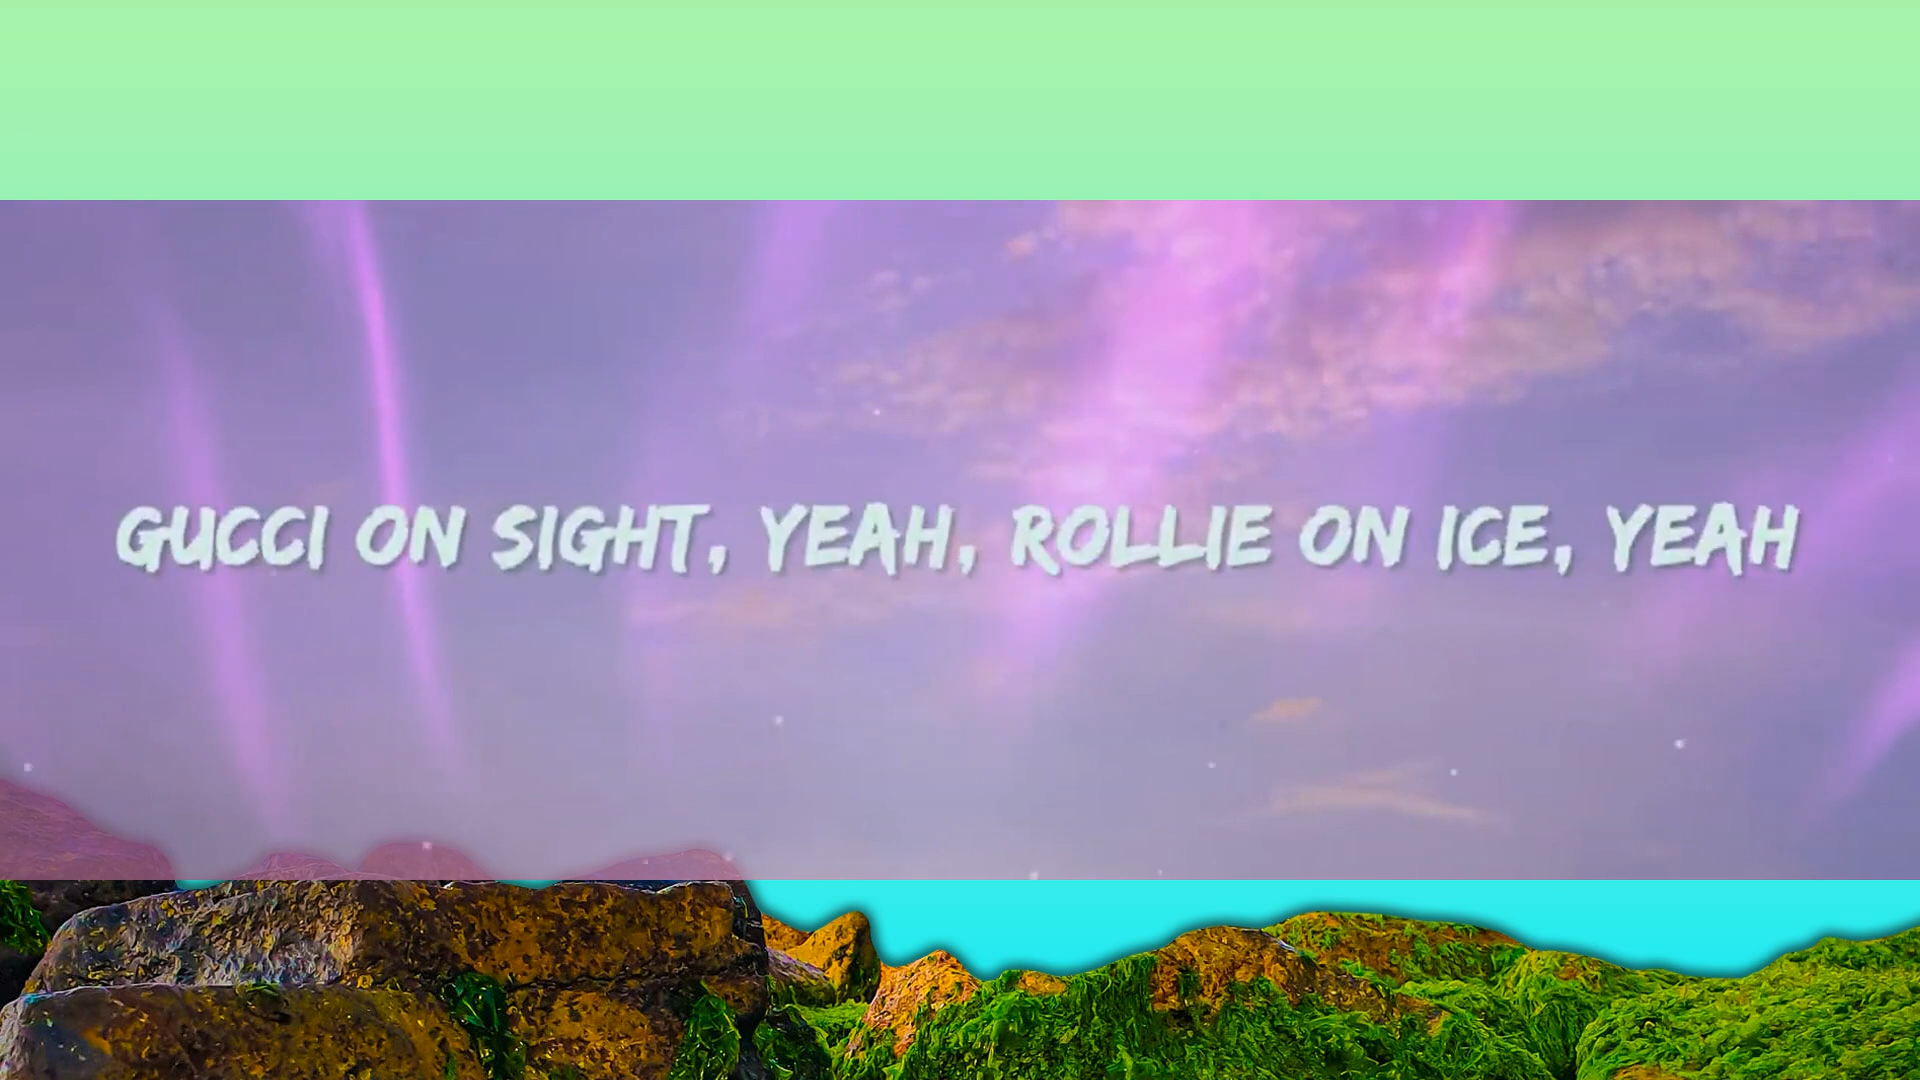 GUCCI ON SIGHT, YEAH, ROLLIE ON ICE, YEAH